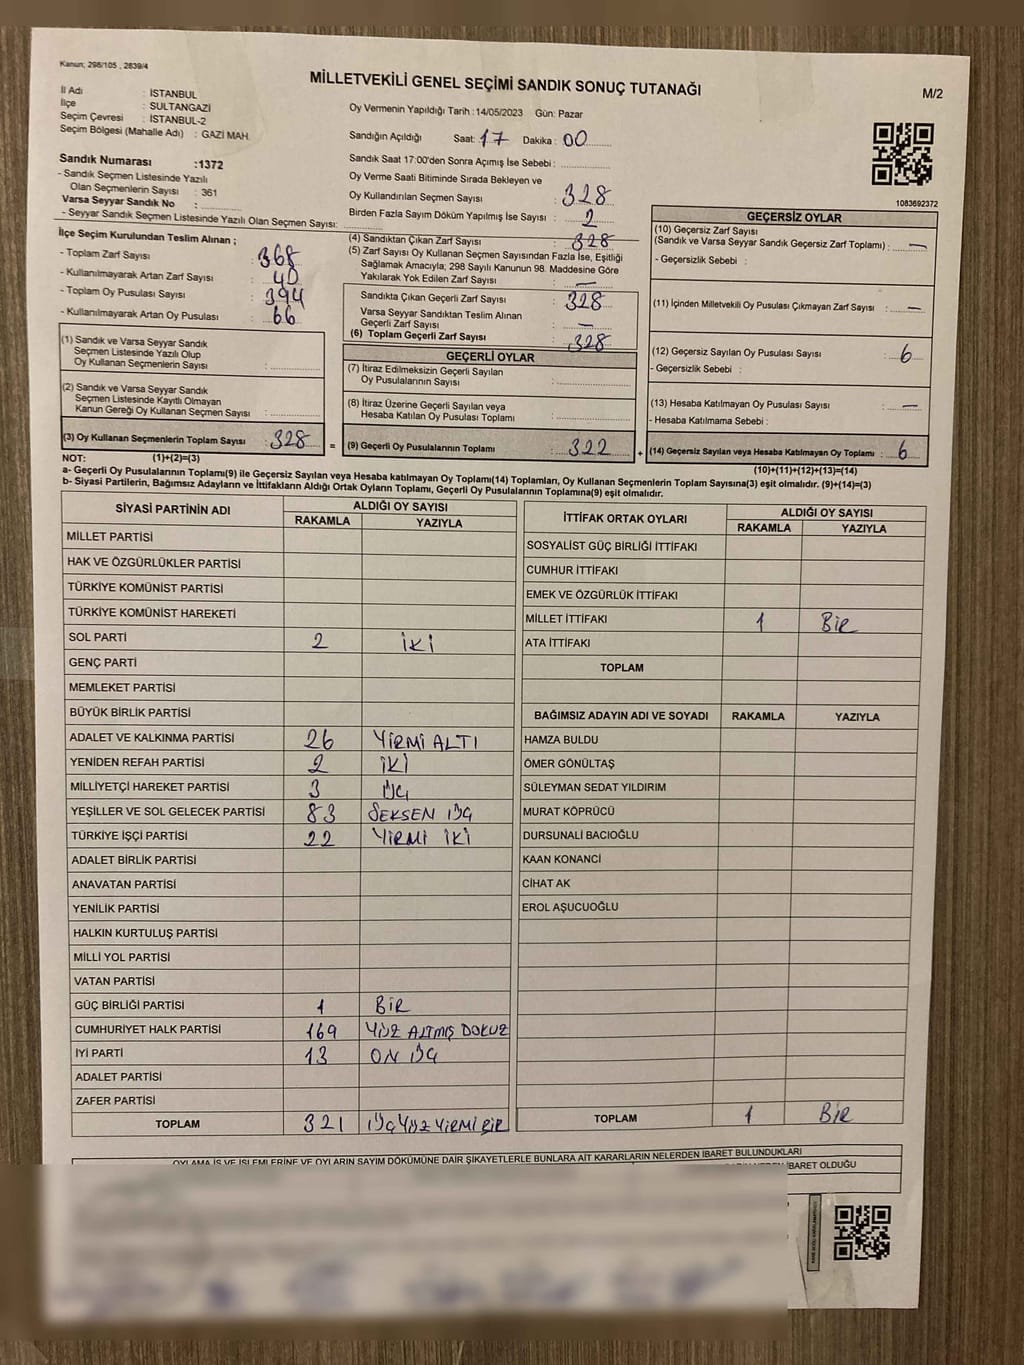 Kanun; 298/105 , 2839/4
MİLLETVEKİLİ GENEL SEÇİMİ SANDIK SONUÇ TUTANAĞI
M/2
İl Adı : İSTANBUL
İlçe : SULTANGAZİ
Seçim Çevresi : İSTANBUL-2
Seçim Bölgesi (Mahalle Adı) : GAZİ MAH.
Sandık Numarası :1372
- Sandık Seçmen Listesinde Yazılı
Olan Seçmenlerin Sayısı : 361
Varsa Seyyar Sandık No :
- Seyyar Sandık Seçmen Listesinde Yazılı Olan Seçmen Sayısı:
Oy Vermenin Yapıldığı Tarih : 14/05/2023 Gün: Pazar
Sandığın Açıldığı Saat: 17 Dakika : 00
Sandık Saat 17:00'den Sonra Açımış İse Sebebi :
Oy Verme Saati Bitiminde Sırada Bekleyen ve
Oy Kullandırılan Seçmen Sayısı : 328
Birden Fazla Sayım Döküm Yapılmış İse Sayısı : 2
1083692372
İlçe Seçim Kurulundan Teslim Alınan ;
- Toplam Zarf Sayısı : 368
- Kullanılmayarak Artan Zarf Sayısı : 40
- Toplam Oy Pusulası Sayısı : 394
- Kullanılmayarak Artan Oy Pusulası : 66
(1) Sandık ve Varsa Seyyar Sandık
Seçmen Listesinde Yazılı Olup
Oy Kullanan Seçmenlerin Sayısı :
(2) Sandık ve Varsa Seyyar Sandık
Seçmen Listesinde Kayıtlı Olmayan
Kanun Gereği Oy Kullanan Seçmen Sayısı :
(3) Oy Kullanan Seçmenlerin Toplam Sayısı : 328 =
(4) Sandıktan Çıkan Zarf Sayısı : 328
(5) Zarf Sayısı Oy Kullanan Seçmen Sayısından Fazla İse, Eşitliği
Sağlamak Amacıyla; 298 Sayılı Kanunun 98. Maddesine Göre
Yakılarak Yok Edilen Zarf Sayısı : —
Sandıkta Çıkan Geçerli Zarf Sayısı : 328
Varsa Seyyar Sandıktan Teslim Alınan
Geçerli Zarf Sayısı : —
(6) Toplam Geçerli Zarf Sayısı : 328
GEÇERLİ OYLAR
(7) İtiraz Edilmeksizin Geçerli Sayılan
Oy Pusulalarının Sayısı :
(8) İtiraz Üzerine Geçerli Sayılan veya
Hesaba Katılan Oy Pusulası Toplamı :
(9) Geçerli Oy Pusulalarının Toplamı : 322 +
GEÇERSİZ OYLAR
(10) Geçersiz Zarf Sayısı
(Sandık ve Varsa Seyyar Sandık Geçersiz Zarf Toplamı) : —
- Geçersizlik Sebebi :
(11) İçinden Milletvekili Oy Pusulası Çıkmayan Zarf Sayısı : —
(12) Geçersiz Sayılan Oy Pusulası Sayısı : 6
- Geçersizlik Sebebi :
(13) Hesaba Katılmayan Oy Pusulası Sayısı : —
- Hesaba Katılmama Sebebi :
(14) Geçersiz Sayılan veya Hesaba Katılmayan Oy Toplamı : 6
NOT: (1)+(2)=(3) (10)+(11)+(12)+(13)=(14)
a- Geçerli Oy Pusulalarının Toplamı(9) ile Geçersiz Sayılan veya Hesaba katılmayan Oy Toplamı(14) Toplamları, Oy Kullanan Seçmenlerin Toplam Sayısına(3) eşit olmalıdır. (9)+(14)=(3)
b- Siyasi Partilerin, Bağımsız Adayların ve İttifakların Aldığı Ortak Oyların Toplamı, Geçerli Oy Pusulalarının Toplamına(9) eşit olmalıdır.
SİYASİ PARTİNİN ADI ALDIĞI OY SAYISI
RAKAMLA YAZIYLA
MİLLET PARTİSİ
HAK VE ÖZGÜRLÜKLER PARTİSİ
TÜRKİYE KOMÜNİST PARTİSİ
TÜRKİYE KOMÜNİST HAREKETİ
SOL PARTİ 2 İKİ
GENÇ PARTİ
MEMLEKET PARTİSİ
BÜYÜK BİRLİK PARTİSİ
ADALET VE KALKINMA PARTİSİ 26 YİRMİ ALTI
YENİDEN REFAH PARTİSİ 2 İKİ
MİLLİYETÇİ HAREKET PARTİSİ 3 ÜÇ
YEŞİLLER VE SOL GELECEK PARTİSİ 83 SEKSEN ÜÇ
TÜRKİYE İŞÇİ PARTİSİ 22 YİRMİ İKİ
ADALET BİRLİK PARTİSİ
ANAVATAN PARTİSİ
YENİLİK PARTİSİ
HALKIN KURTULUŞ PARTİSİ
MİLLİ YOL PARTİSİ
VATAN PARTİSİ
GÜÇ BİRLİĞİ PARTİSİ 1 BİR
CUMHURİYET HALK PARTİSİ 169 YÜZ ALTMIŞ DOKUZ
İYİ PARTİ 13 ON ÜÇ
ADALET PARTİSİ
ZAFER PARTİSİ
TOPLAM 321 ÜÇ YÜZ YİRMİ BİR
İTTİFAK ORTAK OYLARI ALDIĞI OY SAYISI
RAKAMLA YAZIYLA
SOSYALİST GÜÇ BİRLİĞİ İTTİFAKI
CUMHUR İTTİFAKI
EMEK VE ÖZGÜRLÜK İTTİFAKI
MİLLET İTTİFAKI 1 BİR
ATA İTTİFAKI
TOPLAM
BAĞIMSIZ ADAYIN ADI VE SOYADI RAKAMLA YAZIYLA
HAMZA BULDU
ÖMER GÖNÜLTAŞ
SÜLEYMAN SEDAT YILDIRIM
MURAT KÖPRÜCÜ
DURSUNALİ BACIOĞLU
KAAN KONANCİ
CİHAT AK
EROL AŞUCUOĞLU
TOPLAM 1 BİR
OYLAMA İŞ VE İŞLEMLERİNE VE OYLARIN SAYIM DÖKÜMÜNE DAİR ŞİKAYETLERLE BUNLARA AİT KARARLARIN NELERDEN İBARET BULUNDUKLARI
İBARET OLDUĞU